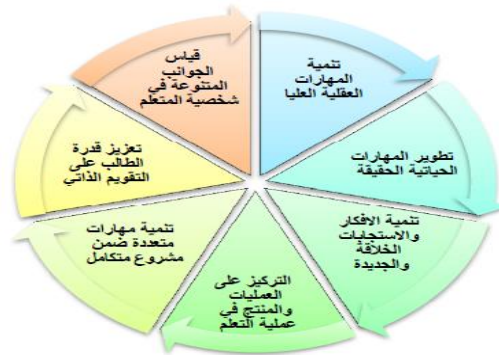 تنمية
المهارات
العقلية العليا
تطوير المهارات
الحياتية الحقيقة
تنمية الافكار
والاستجابات
الخلاقة
والجديدة
التركيز على
العمليات
والمنتج في
عملية التعلم
تنمية مهارات
متعددة ضمن
مشروع متكامل
تعزيز قدرة
الطالب على
التقويم الذاتي
قياس
الجوانب
المتنوعة في
شخصية المتعلم